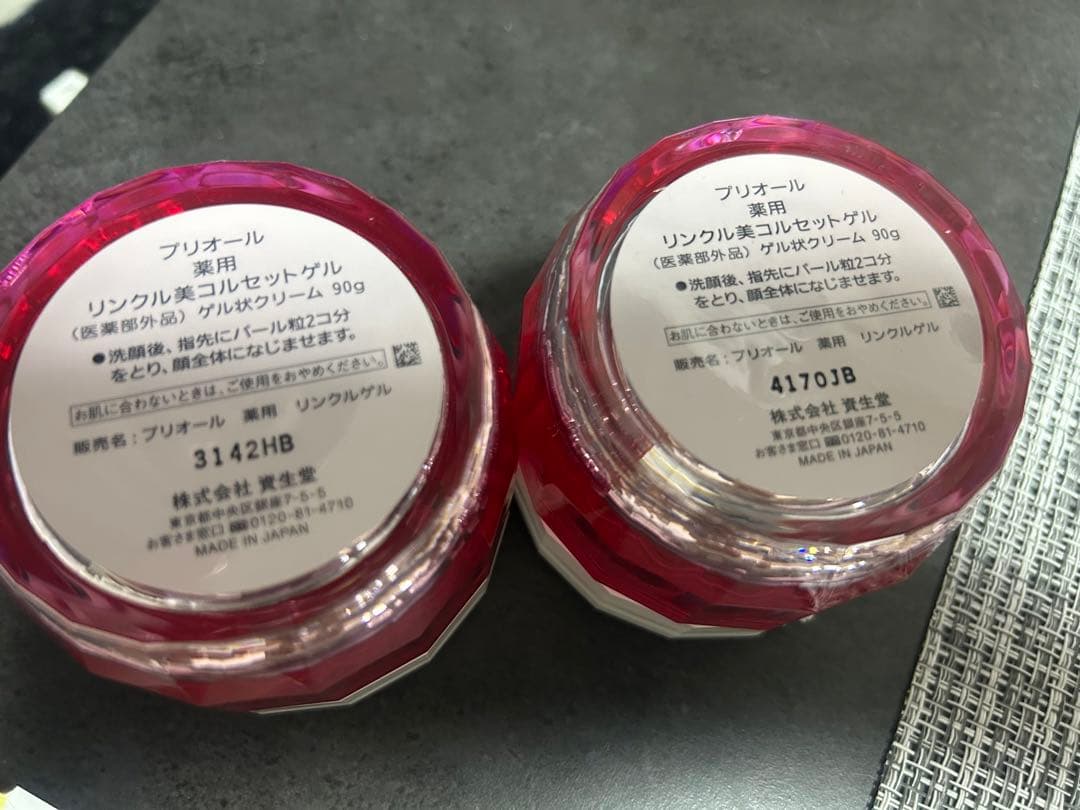 プリオール
薬用
リンクル美コルセットゲル
（医薬部外品）ゲル状クリーム 90g
●洗顔後、指先にパール粒2コ分
をとり、顔全体になじませます。
お肌に合わないときは、ご使用をおやめください。
販売名：プリオール 薬用 リンクルゲル
3142HB
株式会社 資生堂
東京都中央区銀座7-5-5
お客さま窓口 0120-81-4710
MADE IN JAPAN
プリオール
薬用
リンクル美コルセットゲル
（医薬部外品）ゲル状クリーム 90g
●洗顔後、指先にパール粒2コ分
をとり、顔全体になじませます。
お肌に合わないときは、ご使用をおやめください。
販売名：プリオール 薬用 リンクルゲル
4170JB
株式会社 資生堂
東京都中央区銀座7-5-5
お客さま窓口 0120-81-4710
MADE IN JAPAN